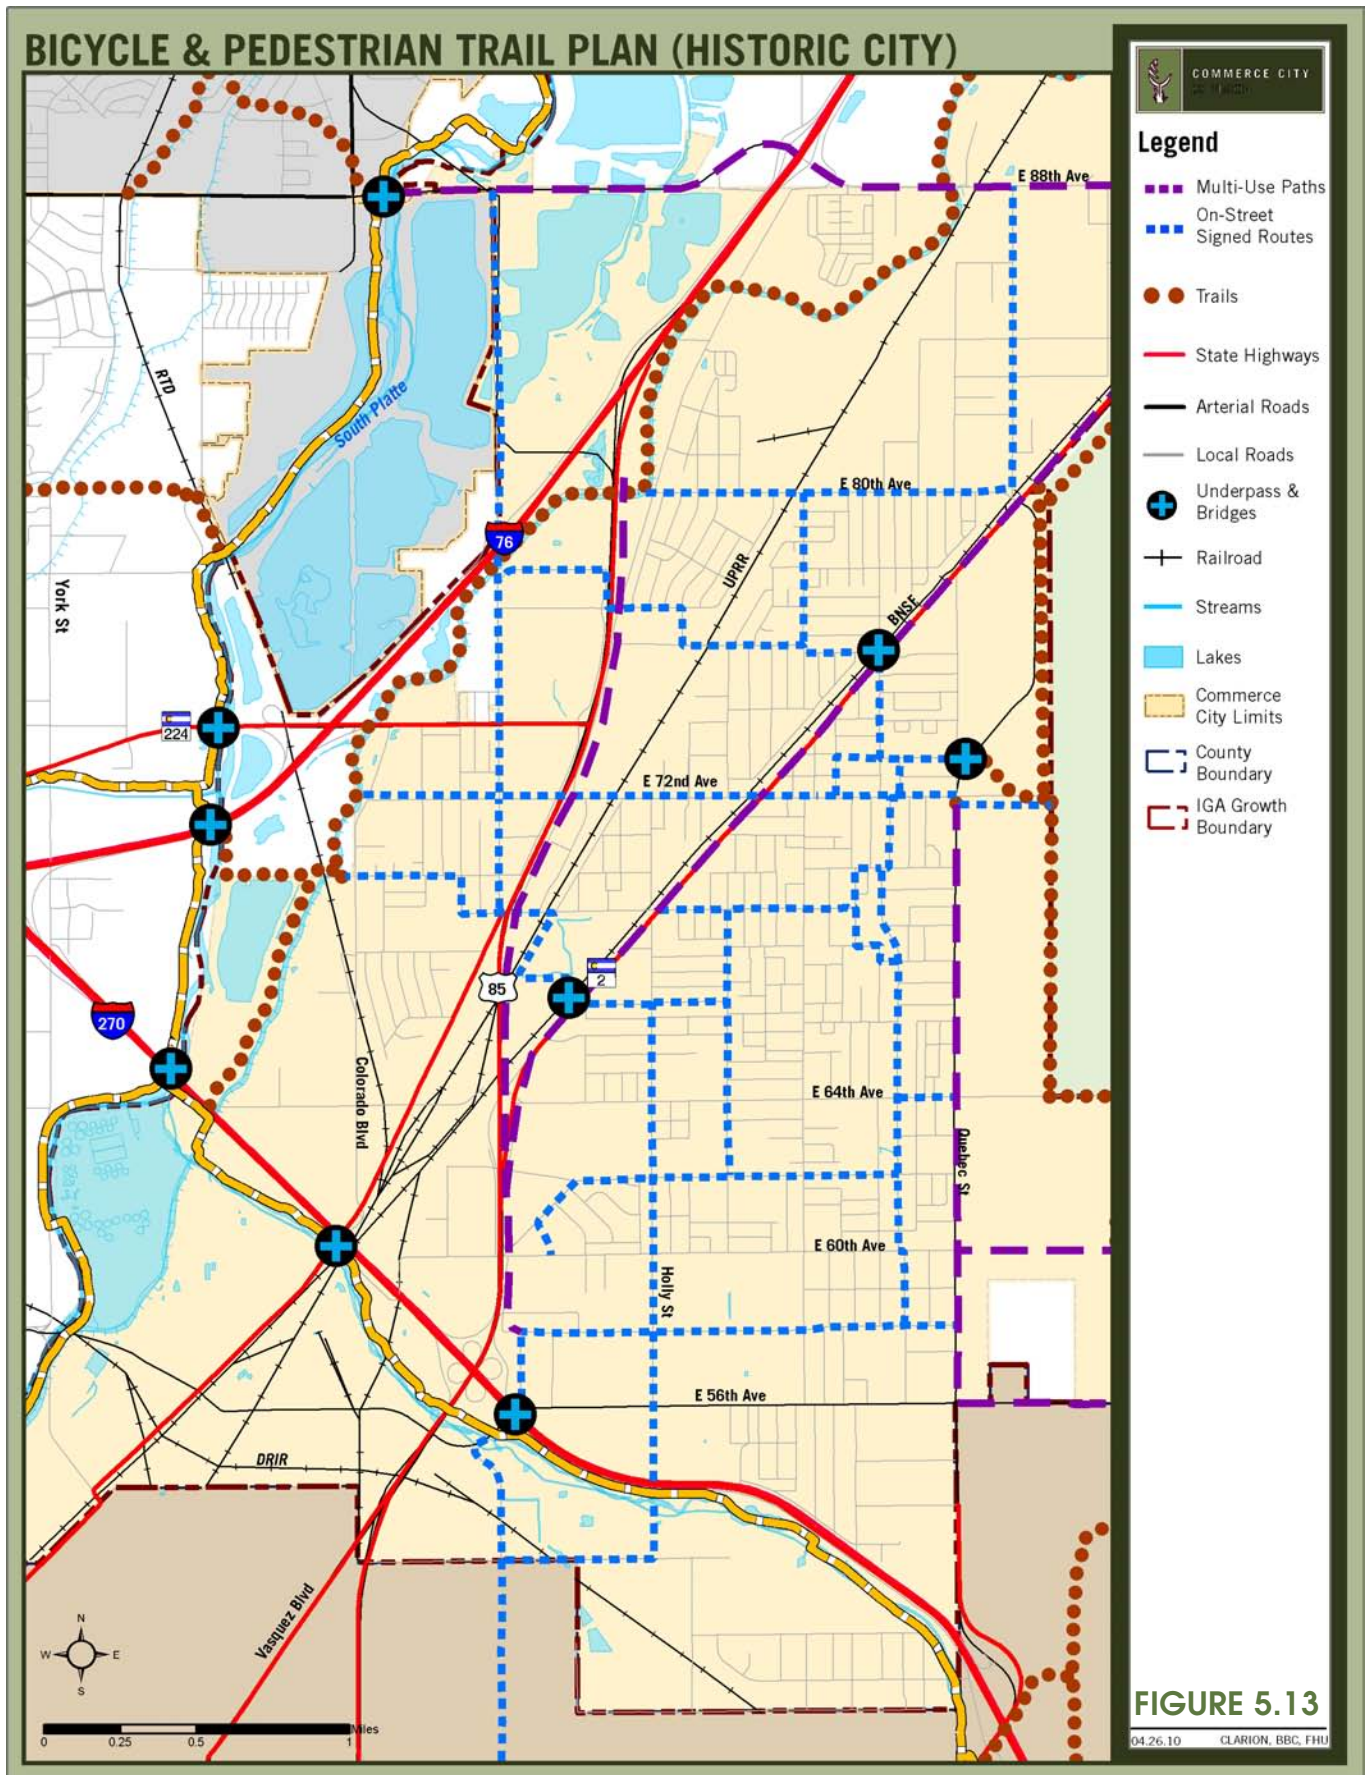 BICYCLE & PEDESTRIAN TRAIL PLAN (HISTORIC CITY)
COMMERCE CITY
Legend
Multi-Use Paths
On-Street
Signed Routes
Trails
State Highways
Arterial Roads
Local Roads
Underpass &
Bridges
Railroad
Streams
Lakes
Commerce
City Limits
County
Boundary
IGA Growth
Boundary
E 88th Ave
RTD
South Platte
E 80th Ave
76
UPRR
York St
BNSF
224
E 72nd Ave
2
85
270
Colorado Blvd
E 64th Ave
Quebec St
E 60th Ave
Holly St
E 56th Ave
DRIR
Vasquez Blvd
N
W E
S
Miles
0 0.25 0.5 1
FIGURE 5.13
04.26.10 CLARION, BBC, FHU